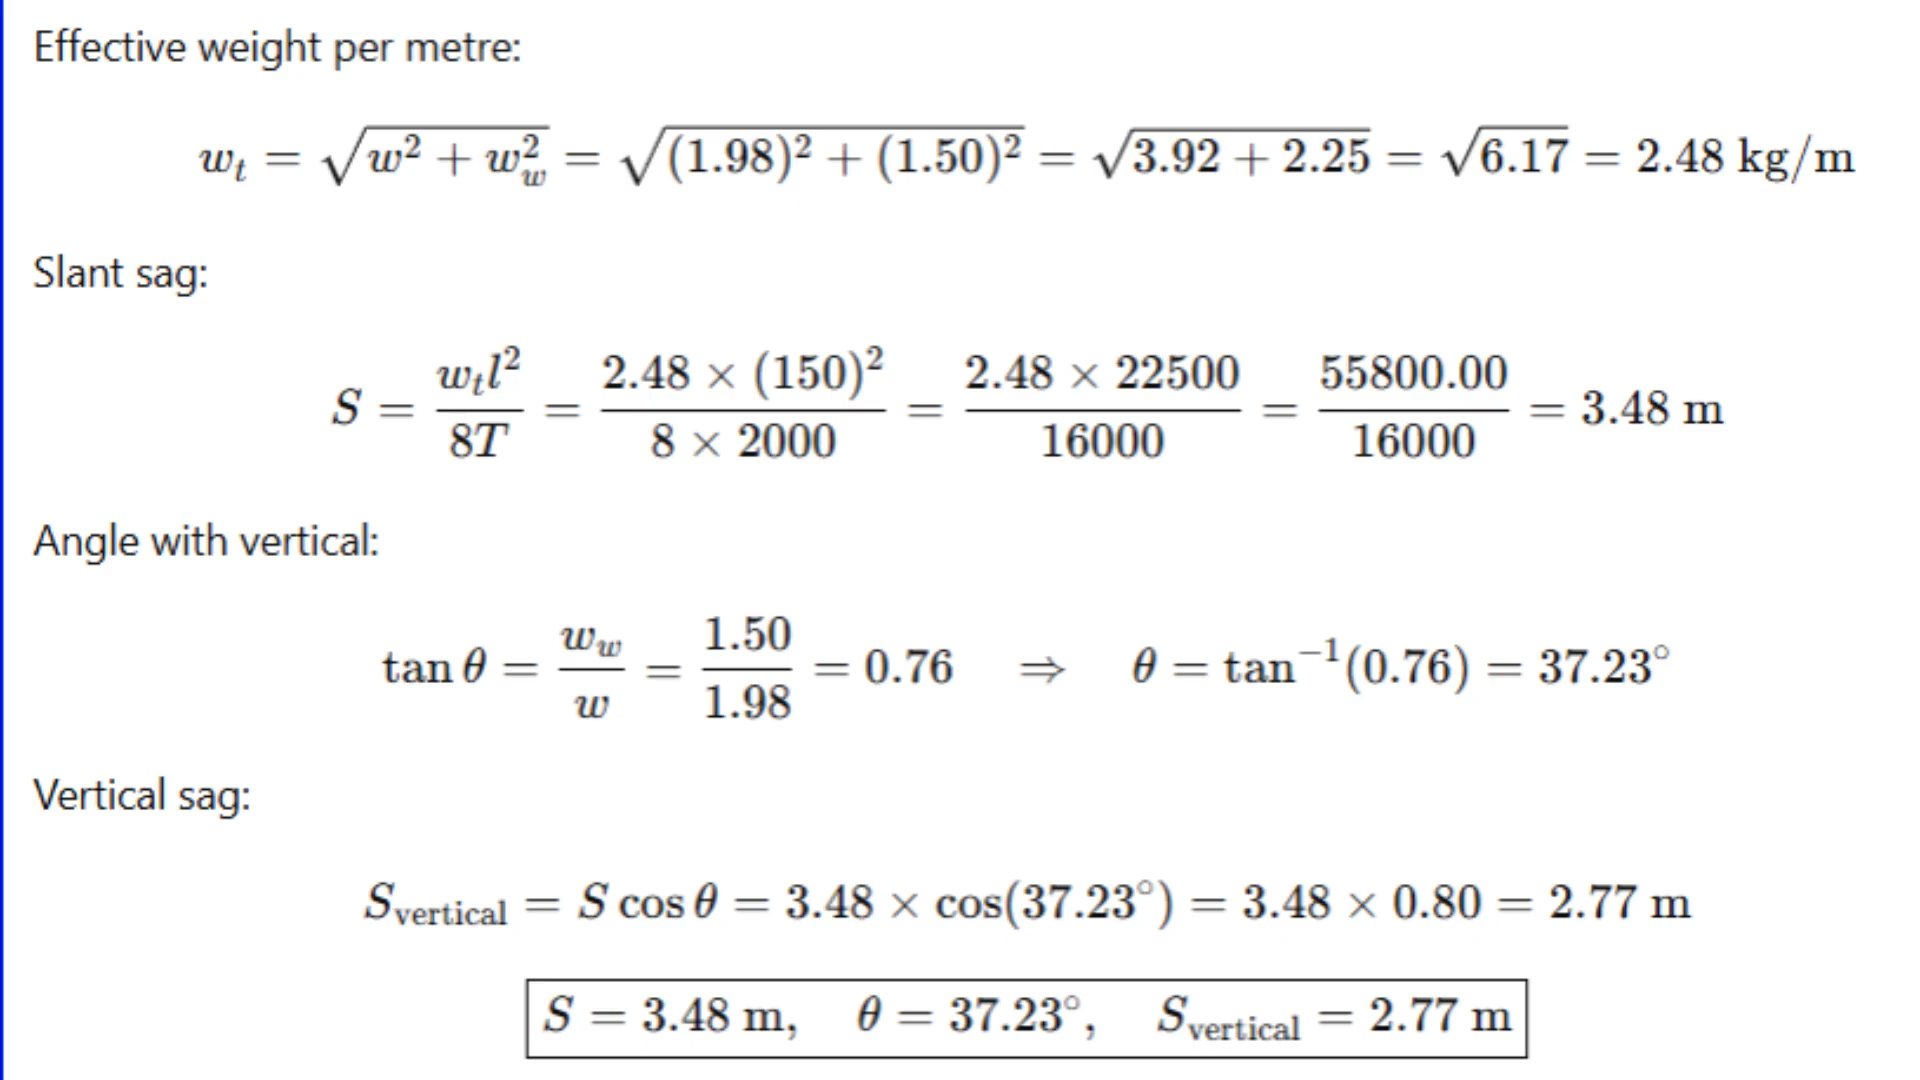 Effective weight per metre:
w_t = √(w² + w_w²) = √((1.98)² + (1.50)²) = √(3.92 + 2.25) = √6.17 = 2.48 kg/m
Slant sag:
S = w_t l² / 8T = 2.48 × (150)² / 8 × 2000 = 2.48 × 22500 / 16000 = 55800.00 / 16000 = 3.48 m
Angle with vertical:
tan θ = w_w / w = 1.50 / 1.98 = 0.76 ⇒ θ = tan⁻¹(0.76) = 37.23°
Vertical sag:
S_vertical = S cos θ = 3.48 × cos(37.23°) = 3.48 × 0.80 = 2.77 m
S = 3.48 m, θ = 37.23°, S_vertical = 2.77 m